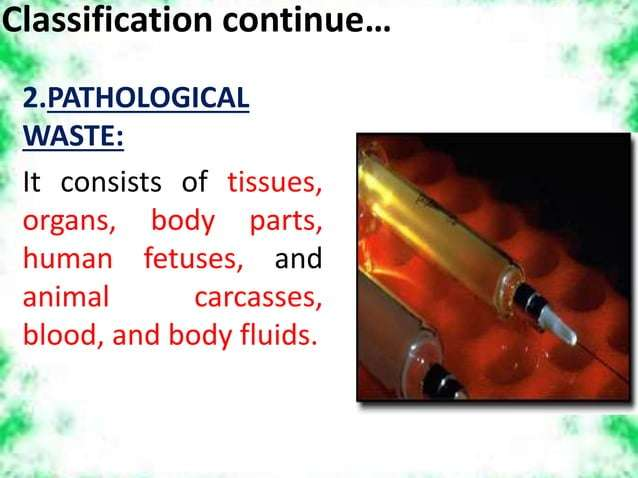 Classification continue…
2.PATHOLOGICAL
WASTE:
It consists of tissues,
organs, body parts,
human fetuses, and
animal carcasses,
blood, and body fluids.